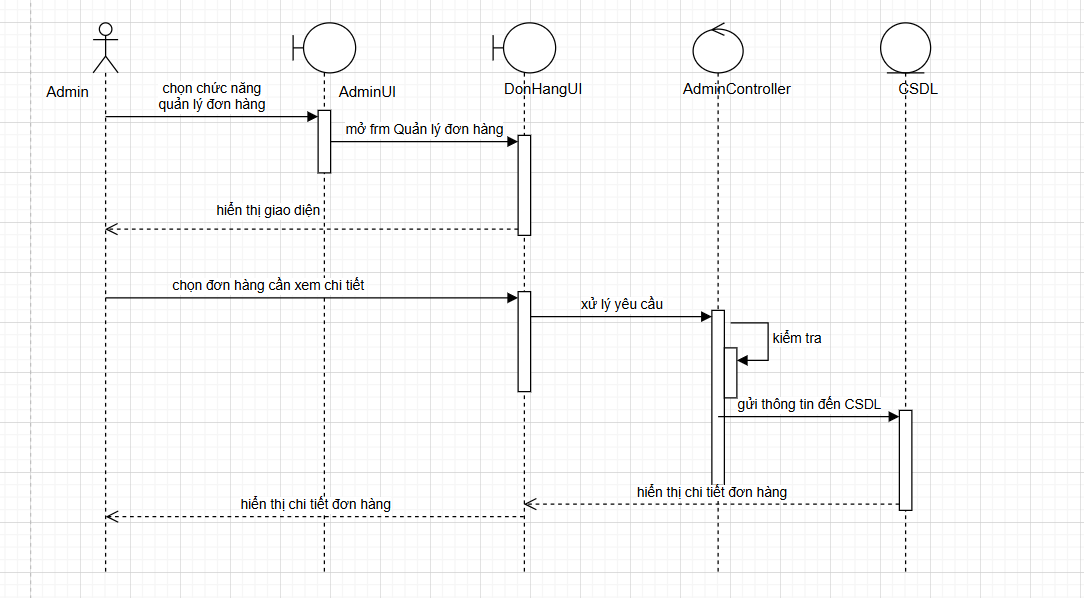 Admin
AdminUI
DonHangUI
AdminController
CSDL
chọn chức năng
quản lý đơn hàng
mở frm Quản lý đơn hàng
hiển thị giao diện
chọn đơn hàng cần xem chi tiết
xử lý yêu cầu
kiểm tra
gửi thông tin đến CSDL
hiển thị chi tiết đơn hàng
hiển thị chi tiết đơn hàng